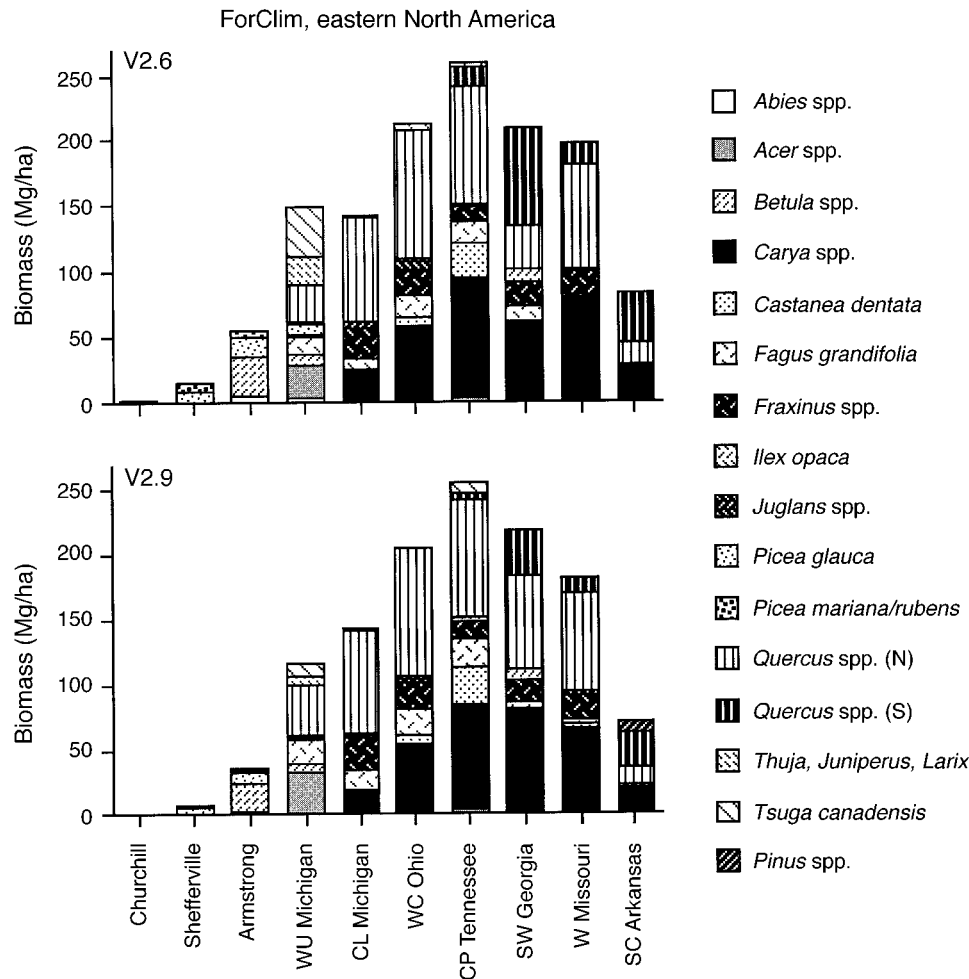 ForClim, eastern North America
V2.6
Biomass (Mg/ha)
250
200
150
100
50
0
V2.9
Biomass (Mg/ha)
250
200
150
100
50
0
Churchill
Shefferville
Armstrong
WU Michigan
CL Michigan
WC Ohio
CP Tennessee
SW Georgia
W Missouri
SC Arkansas
Abies spp.
Acer spp.
Betula spp.
Carya spp.
Castanea dentata
Fagus grandifolia
Fraxinus spp.
Ilex opaca
Juglans spp.
Picea glauca
Picea mariana/rubens
Quercus spp. (N)
Quercus spp. (S)
Thuja, Juniperus, Larix
Tsuga canadensis
Pinus spp.